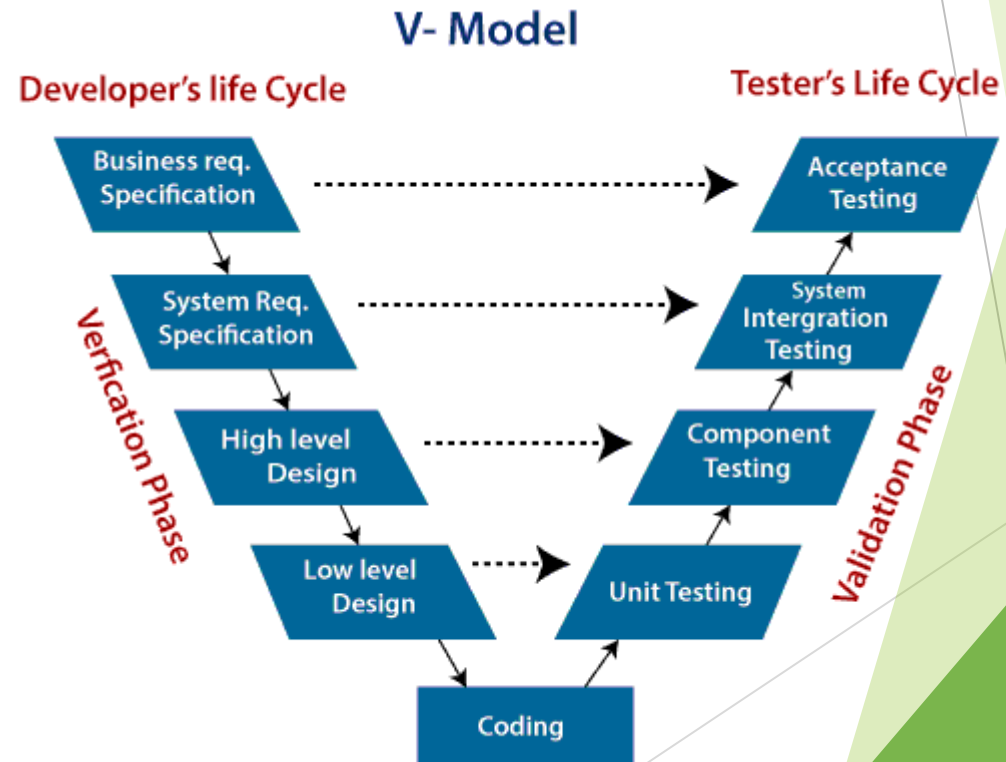 V- Model
Developer's life Cycle
Tester's Life Cycle
Business req.
Specification
Acceptance
Testing
System Req.
Specification
System
Intergration
Testing
Verfication Phase
High level
Design
Component
Testing
Validation Phase
Low level
Design
Unit Testing
Coding